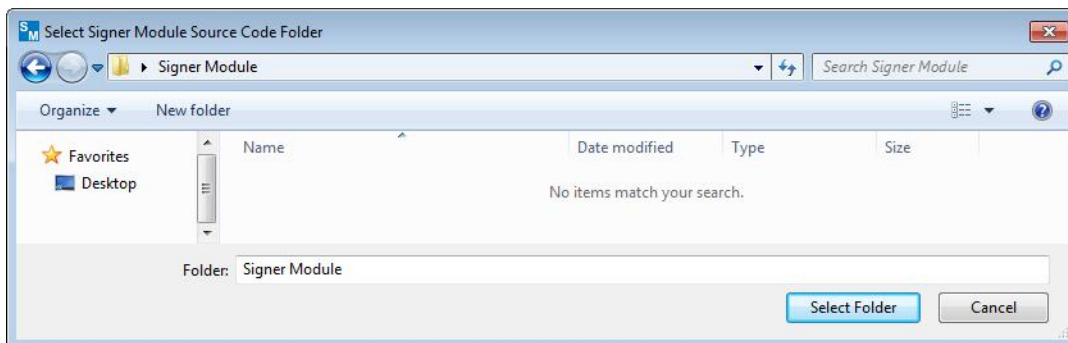 SM Select Signer Module Source Code Folder
Signer Module Search Signer Module
Organize New folder ?
Name Date modified Type Size
Favorites
Desktop
No items match your search.
Folder: Signer Module
Select Folder Cancel